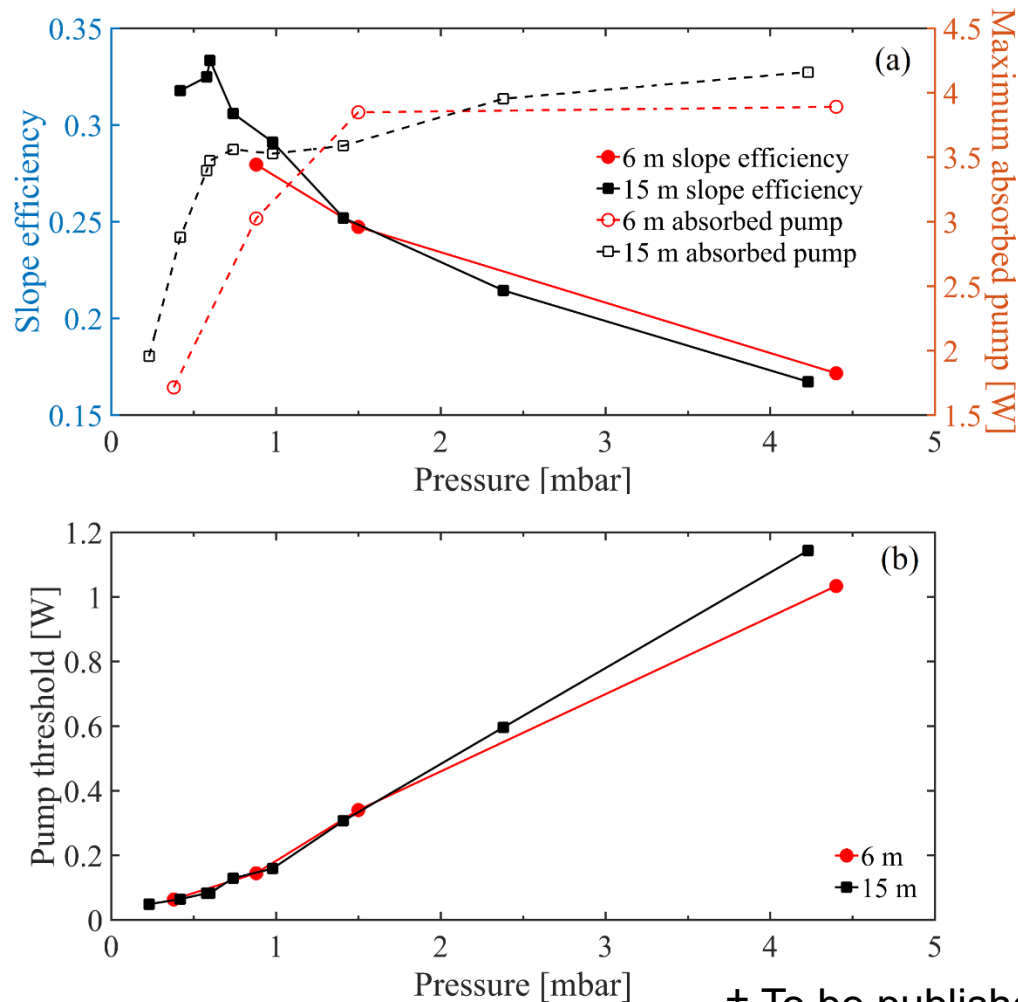 (a)
0.35
0.3
0.25
0.2
0.15
Slope efficiency
4.5
4
3.5
3
2.5
2
1.5
Maximum absorbed pump [W]
6 m slope efficiency
15 m slope efficiency
6 m absorbed pump
15 m absorbed pump
0 1 2 3 4 5
Pressure [mbar]
(b)
1.2
1
0.8
0.6
0.4
0.2
0
Pump threshold [W]
6 m
15 m
0 1 2 3 4 5
Pressure [mbar]
To be publishe